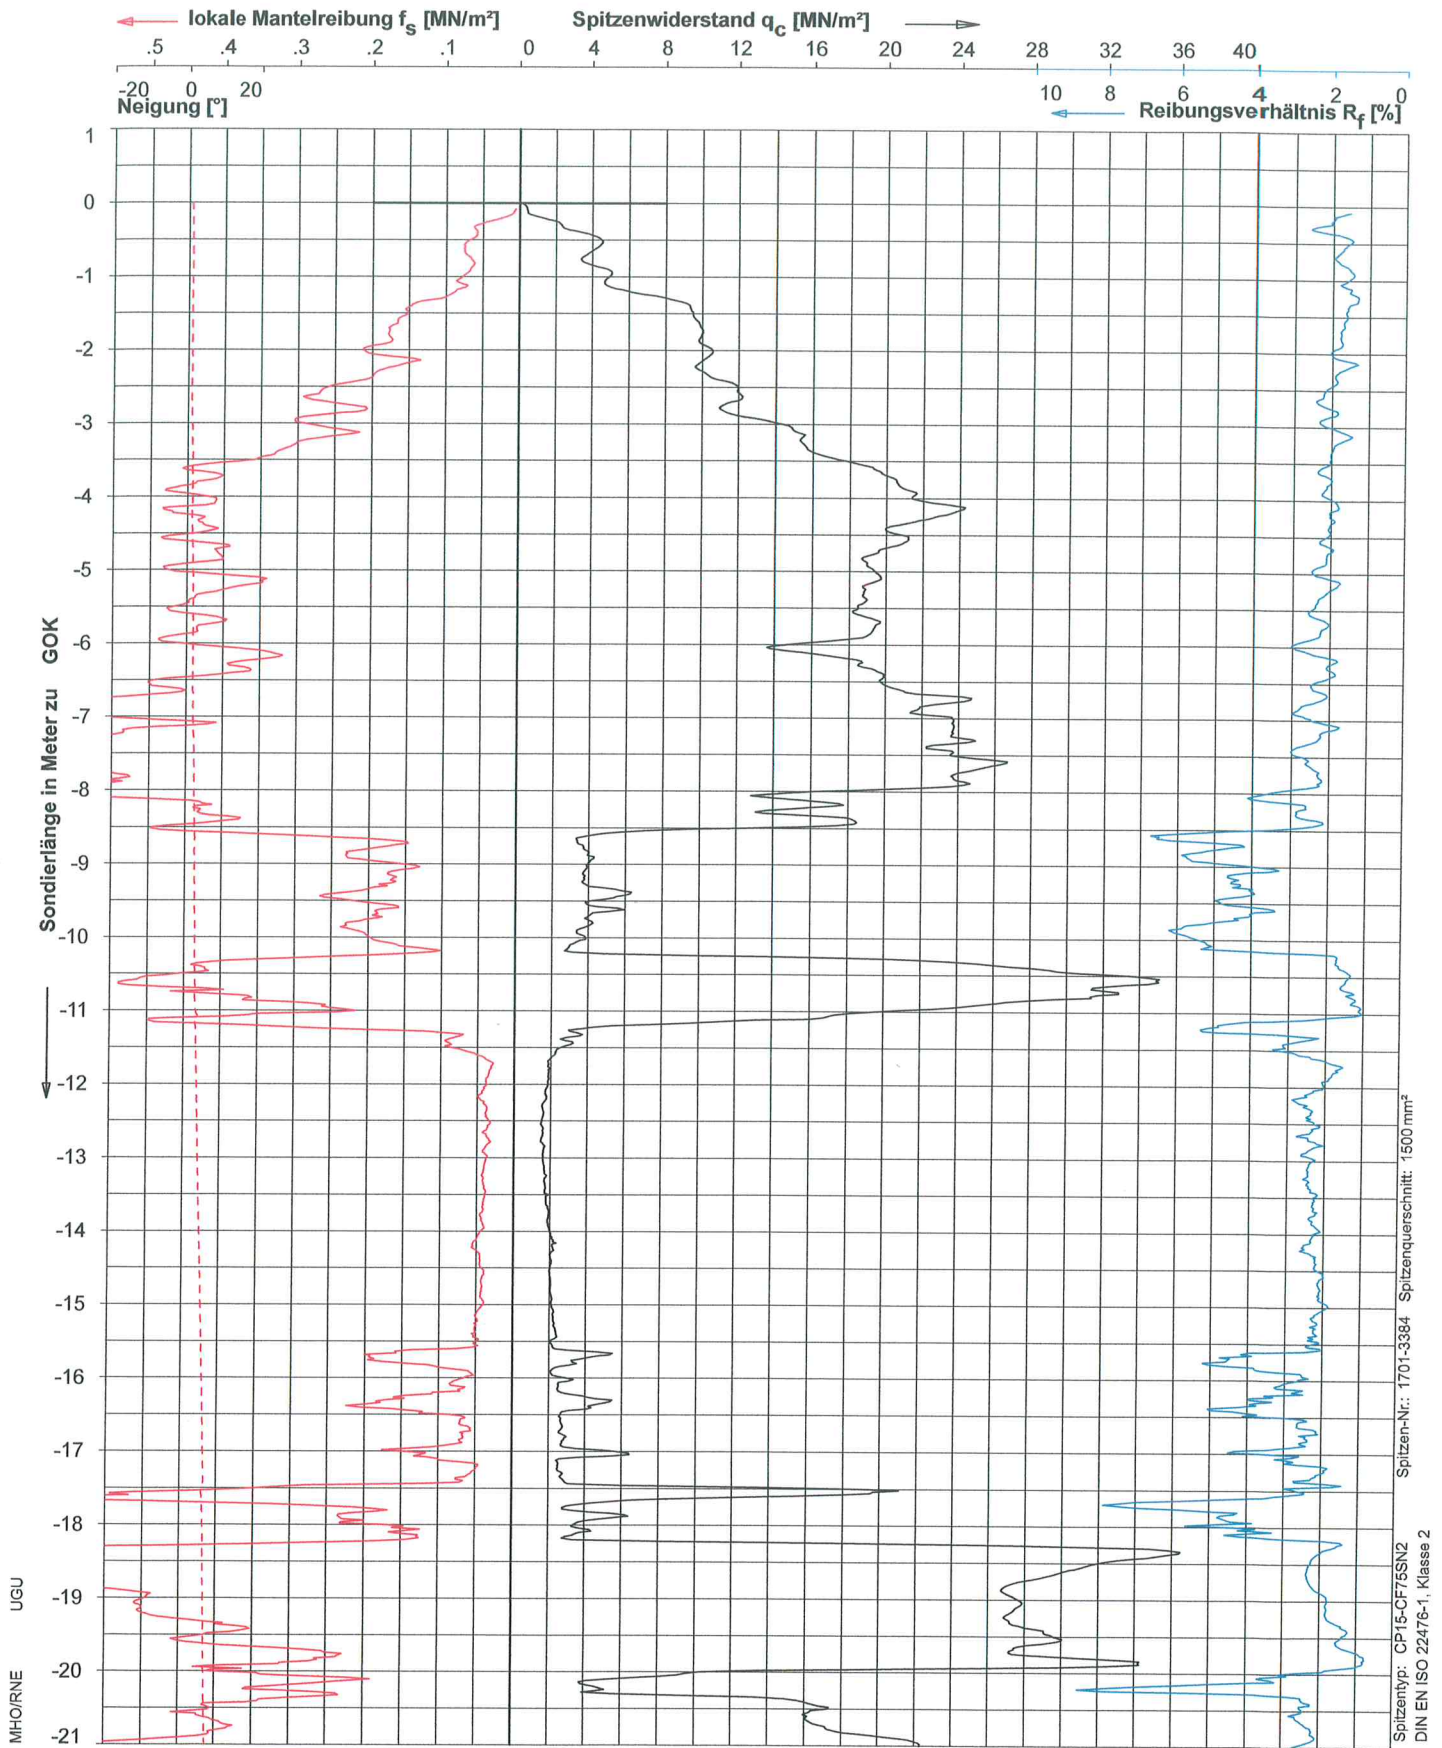 lokale Mantelreibung fs [MN/m²] Spitzenwiderstand qc [MN/m²]
.5 .4 .3 .2 .1 0 4 8 12 16 20 24 28 32 36 40
-20 0 20 10 8 6 4 2 0
Neigung [°] Reibungsverhältnis Rf [%]
1
0
-1
-2
-3
-4
-5
-6
-7
-8
-9
-10
-11
-12
-13
-14
-15
-16
-17
-18
-19
-20
-21
Sondierlänge in Meter zu GOK
MHO/RNE UGU
Spitzentyp: CP15-CF75SN2 Spitzen-Nr.: 1701-3384 Spitzenquerschnitt: 1500 mm²
DIN EN ISO 22476-1, Klasse 2